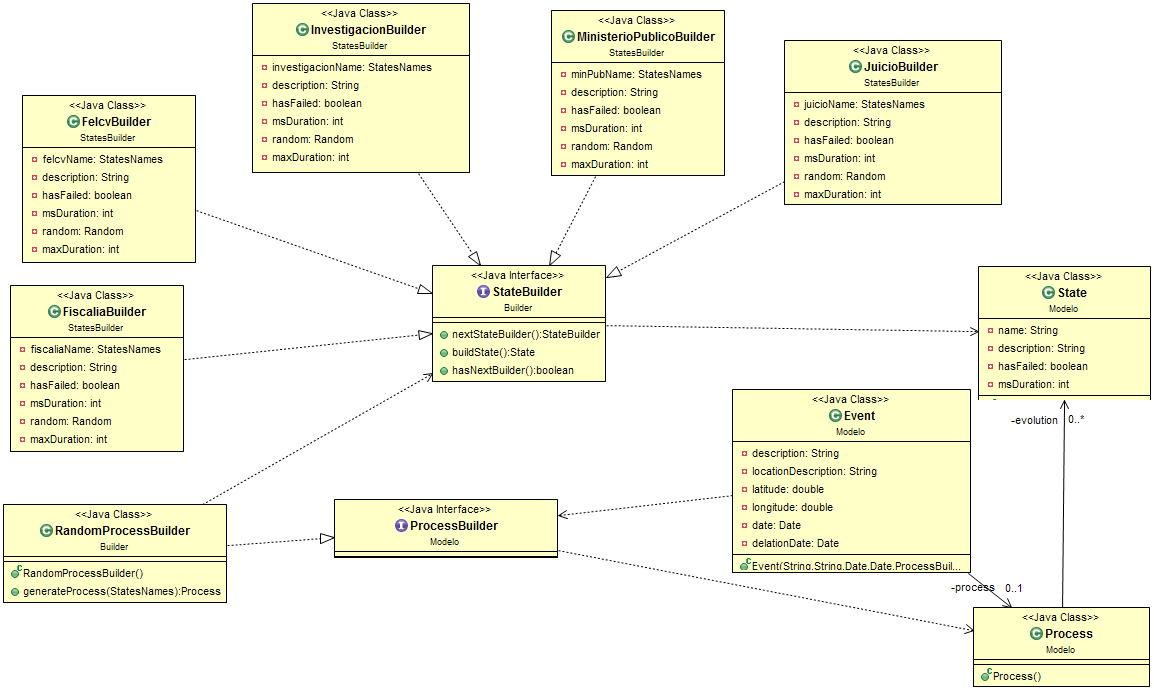 <<Java Class>>
InvestigacionBuilder
StatesBuilder
investigacionName: StatesNames
description: String
hasFailed: boolean
msDuration: int
random: Random
maxDuration: int
<<Java Class>>
MinisterioPublicoBuilder
StatesBuilder
minPubName: StatesNames
description: String
hasFailed: boolean
msDuration: int
random: Random
maxDuration: int
<<Java Class>>
JuicioBuilder
StatesBuilder
juicioName: StatesNames
description: String
hasFailed: boolean
msDuration: int
random: Random
maxDuration: int
<<Java Class>>
FelcvBuilder
StatesBuilder
felcvName: StatesNames
description: String
hasFailed: boolean
msDuration: int
random: Random
maxDuration: int
<<Java Interface>>
StateBuilder
Builder
nextStateBuilder():StateBuilder
buildState():State
hasNextBuilder():boolean
<<Java Class>>
State
Modelo
name: String
description: String
hasFailed: boolean
msDuration: int
<<Java Class>>
FiscaliaBuilder
StatesBuilder
fiscaliaName: StatesNames
description: String
hasFailed: boolean
msDuration: int
random: Random
maxDuration: int
<<Java Class>>
Event
Modelo
description: String
locationDescription: String
latitude: double
longitude: double
date: Date
delationDate: Date
Event(String,String,Date,Date,ProcessBuil...
-evolution 0..*
<<Java Class>>
RandomProcessBuilder
Builder
RandomProcessBuilder()
generateProcess(StatesNames):Process
<<Java Interface>>
ProcessBuilder
Modelo
-process 0..1
<<Java Class>>
Process
Modelo
Process()